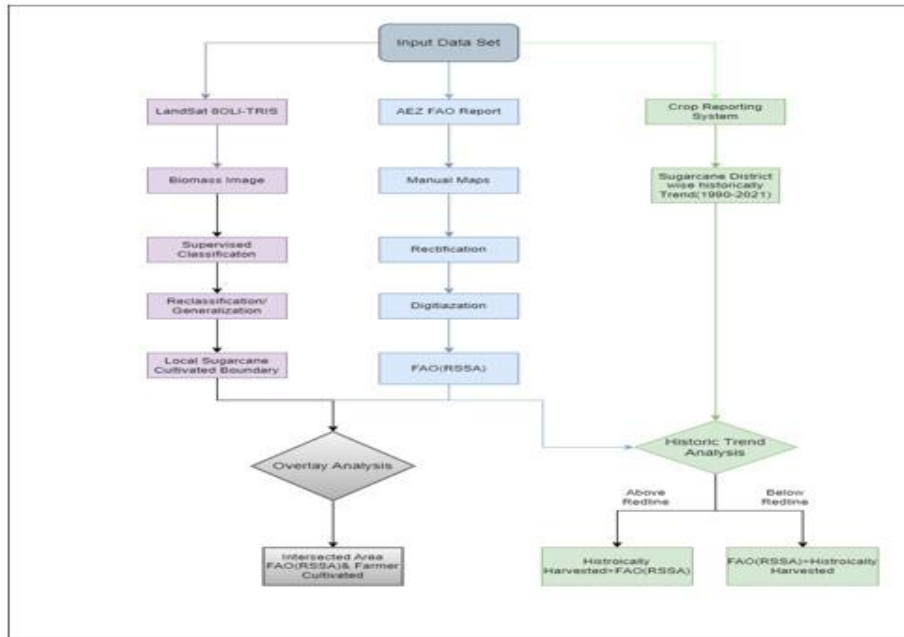 Input Data Set
LandSat 8OLI-TRIS
AEZ FAO Report
Crop Reporting
System
Biomass Image
Manual Maps
Sugarcane District
wise historically
Trend(1990-2021)
Supervised
Classificaton
Rectification
Reclassification/
Generalization
Digitiazation
Local Sugarcane
Cultivated Boundary
FAO(RSSA)
Historic Trend
Analysis
Overlay Analysis
Above
Redline
Below
Redline
Intersected Area
FAO(RSSA)& Farmer
Cultivated
Histroically
Harvested>FAO(RSSA)
FAO(RSSA)>Histroically
Harvested